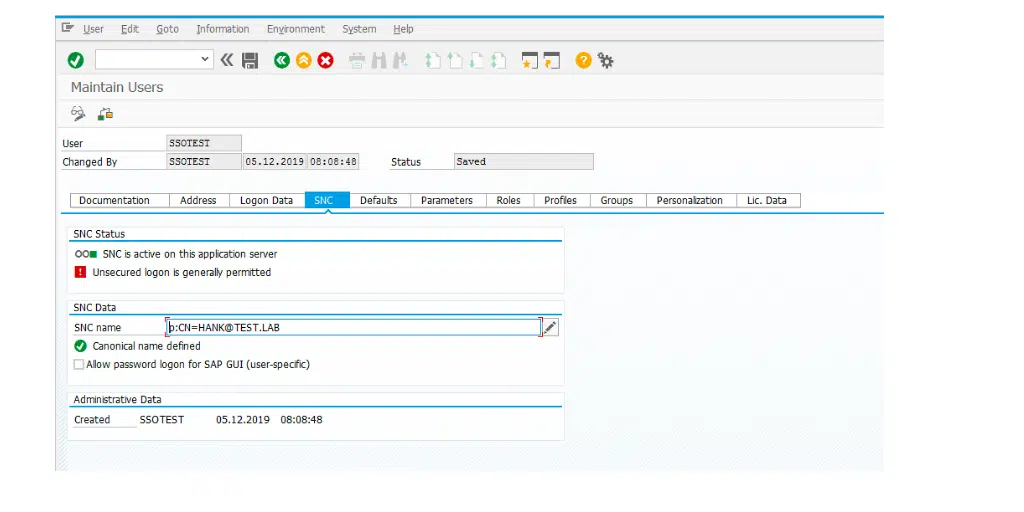 User Edit Goto Information Environment System Help
Maintain Users
User SSOTEST
Changed By SSOTEST 05.12.2019 08:08:48 Status Saved
Documentation Address Logon Data SNC Defaults Parameters Roles Profiles Groups Personalization Lic. Data
SNC Status
SNC is active on this application server
Unsecured logon is generally permitted
SNC Data
SNC name p:CN=HANK@TEST.LAB
Canonical name defined
Allow password logon for SAP GUI (user-specific)
Administrative Data
Created SSOTEST 05.12.2019 08:08:48